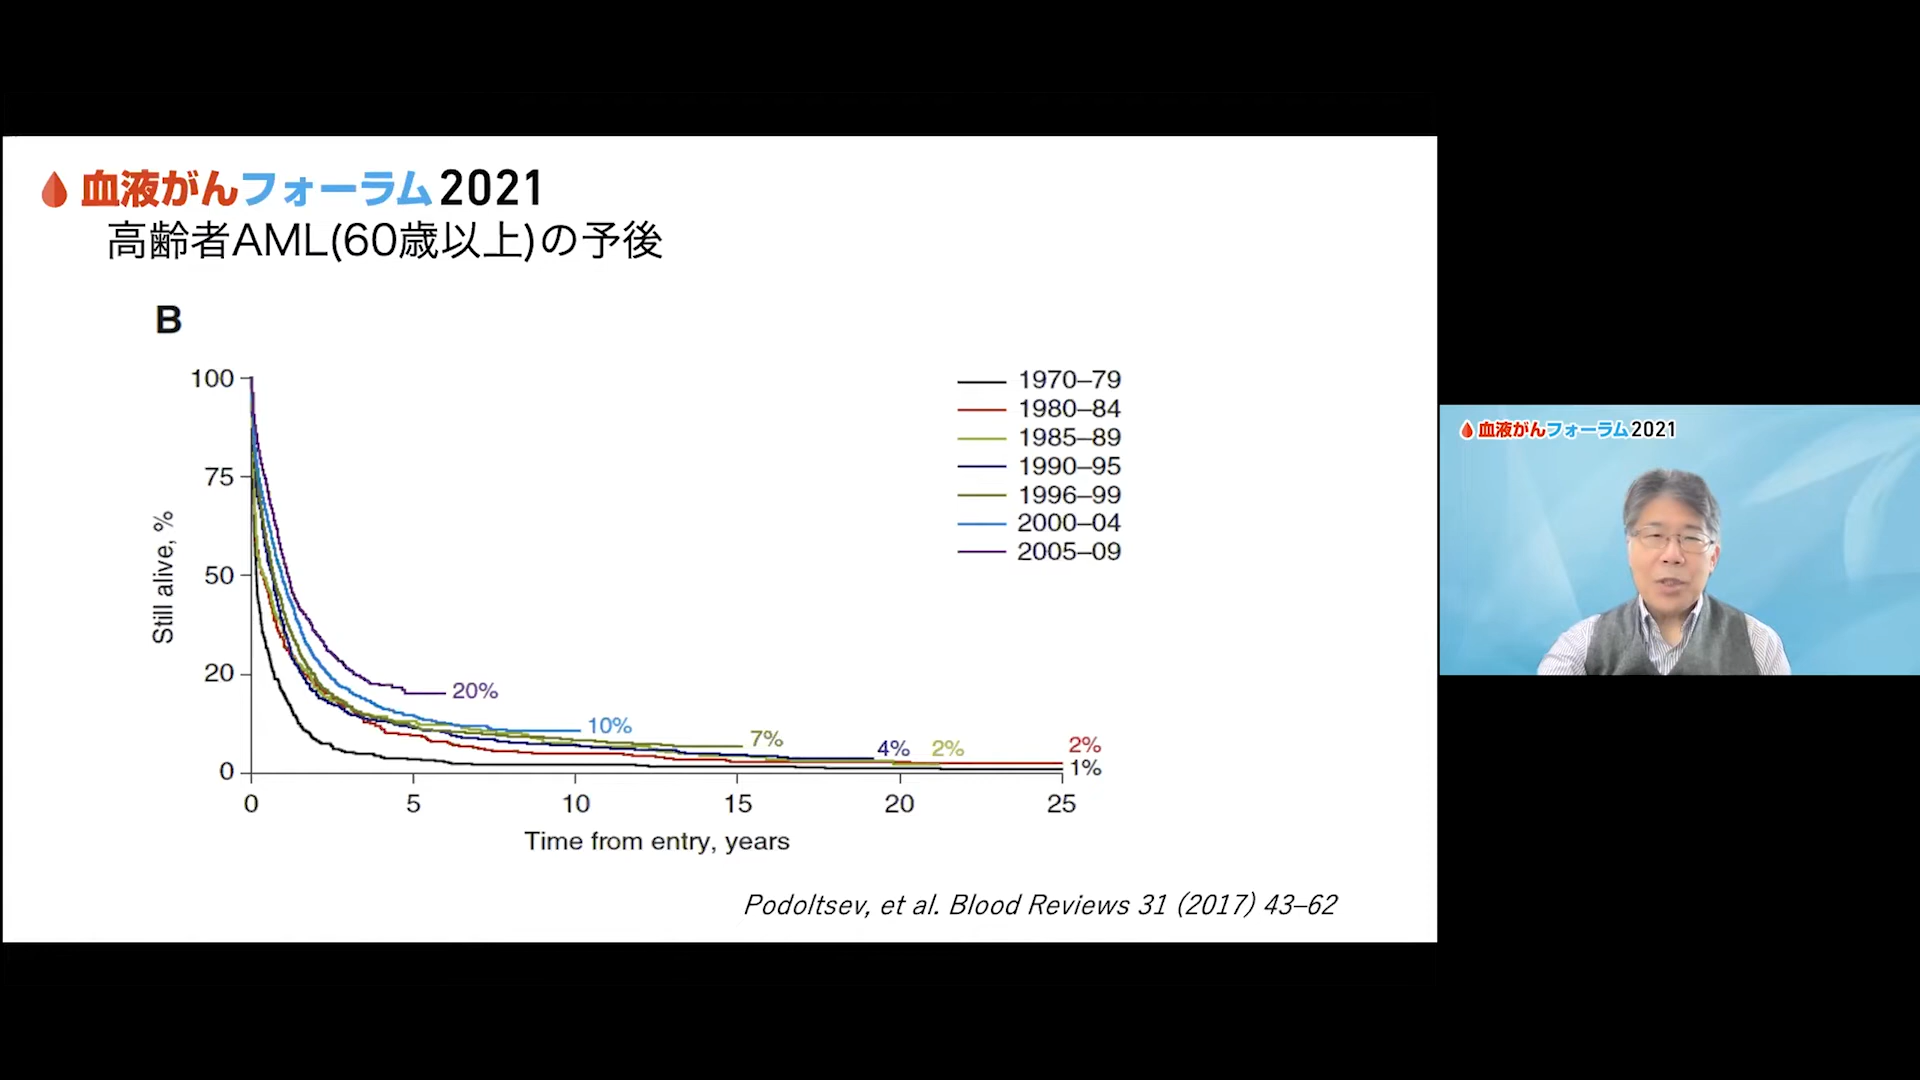 血液がんフォーラム2021
高齢者AML(60歳以上)の予後
B
100
75
50
20
0
Still alive, %
1970–79
1980–84
1985–89
1990–95
1996–99
2000–04
2005–09
20%
10%
7%
4%
2%
2%
1%
0 5 10 15 20 25
Time from entry, years
Podoltsev, et al. Blood Reviews 31 (2017) 43–62
血液がんフォーラム2021